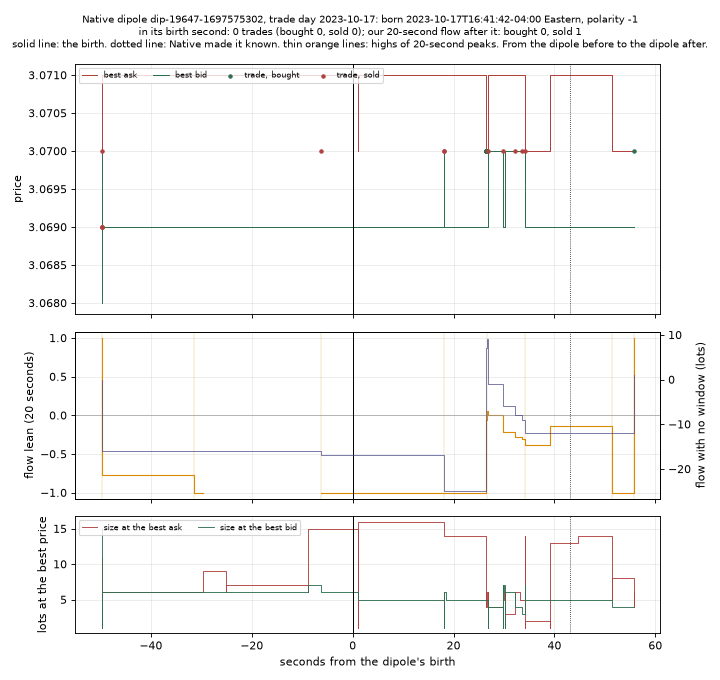 Native dipole dip-19647-1697575302, trade day 2023-10-17: born 2023-10-17T16:41:42-04:00 Eastern, polarity -1
in its birth second: 0 trades (bought 0, sold 0); our 20-second flow after it: bought 0, sold 1
solid line: the birth. dotted line: Native made it known. thin orange lines: highs of 20-second peaks. From the dipole before to the dipole after.
best ask
best bid
trade, bought
trade, sold
3.0710
3.0705
3.0700
3.0695
3.0690
3.0685
3.0680
price
1.0
0.5
0.0
−0.5
−1.0
flow lean (20 seconds)
10
0
−10
−20
flow with no window (lots)
size at the best ask
size at the best bid
15
10
5
lots at the best price
−40
−20
0
20
40
60
seconds from the dipole's birth